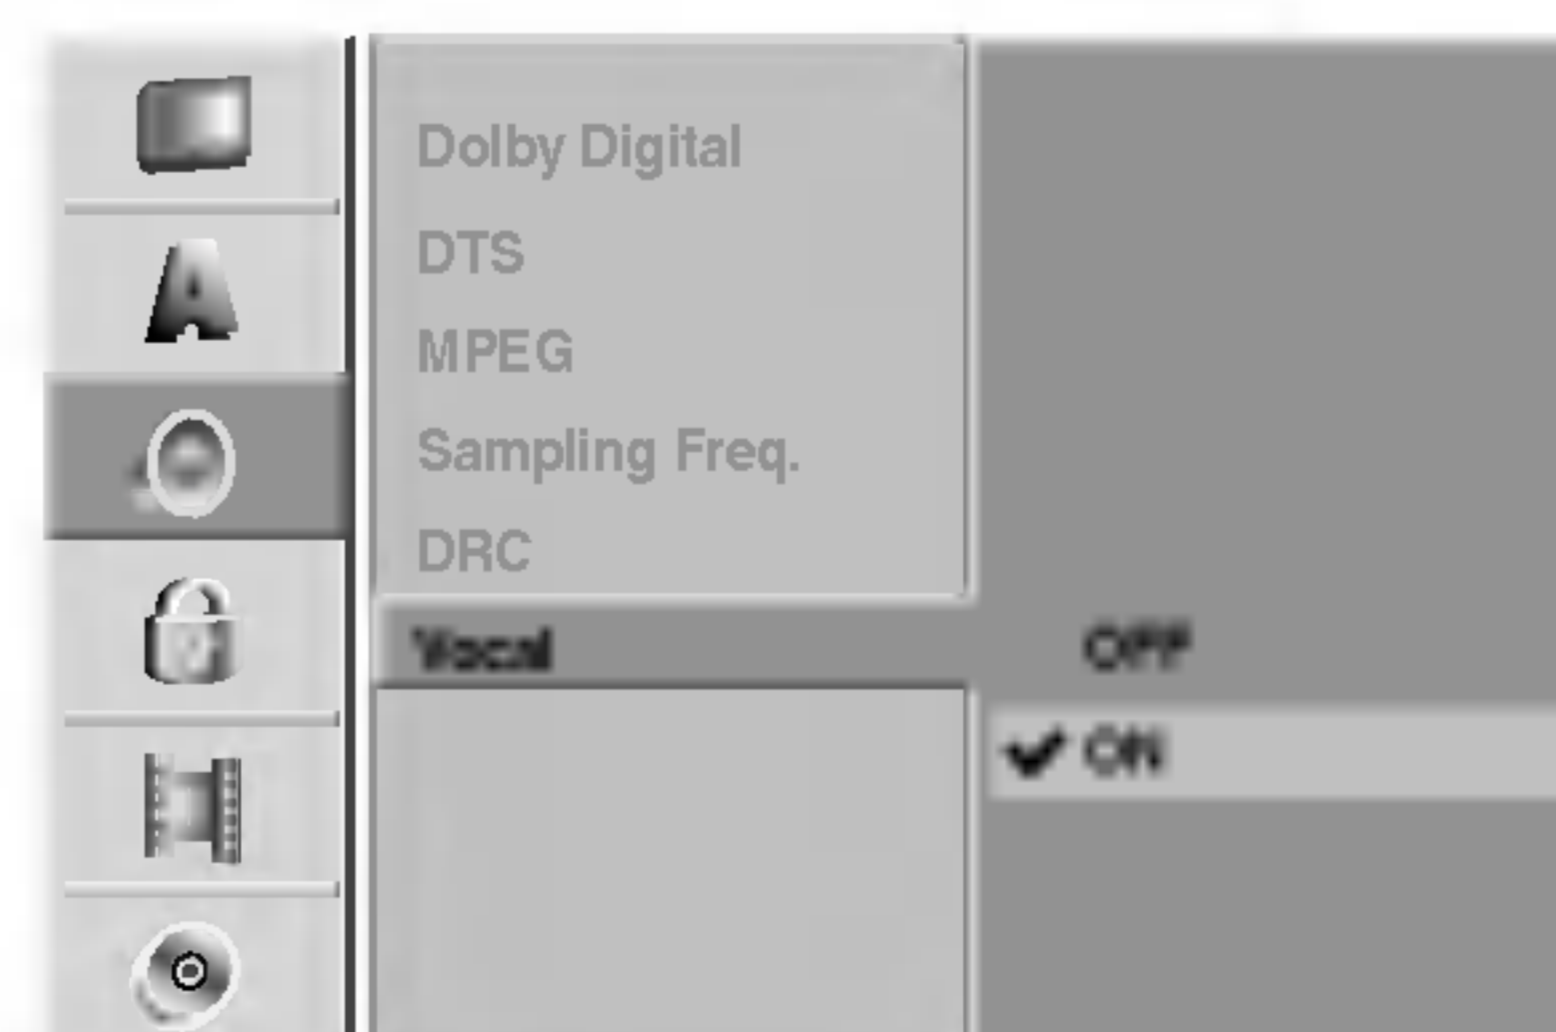 Dolby Digital
DTS
MPEG
Sampling Freq.
DRC
Vocal
OFF
ON